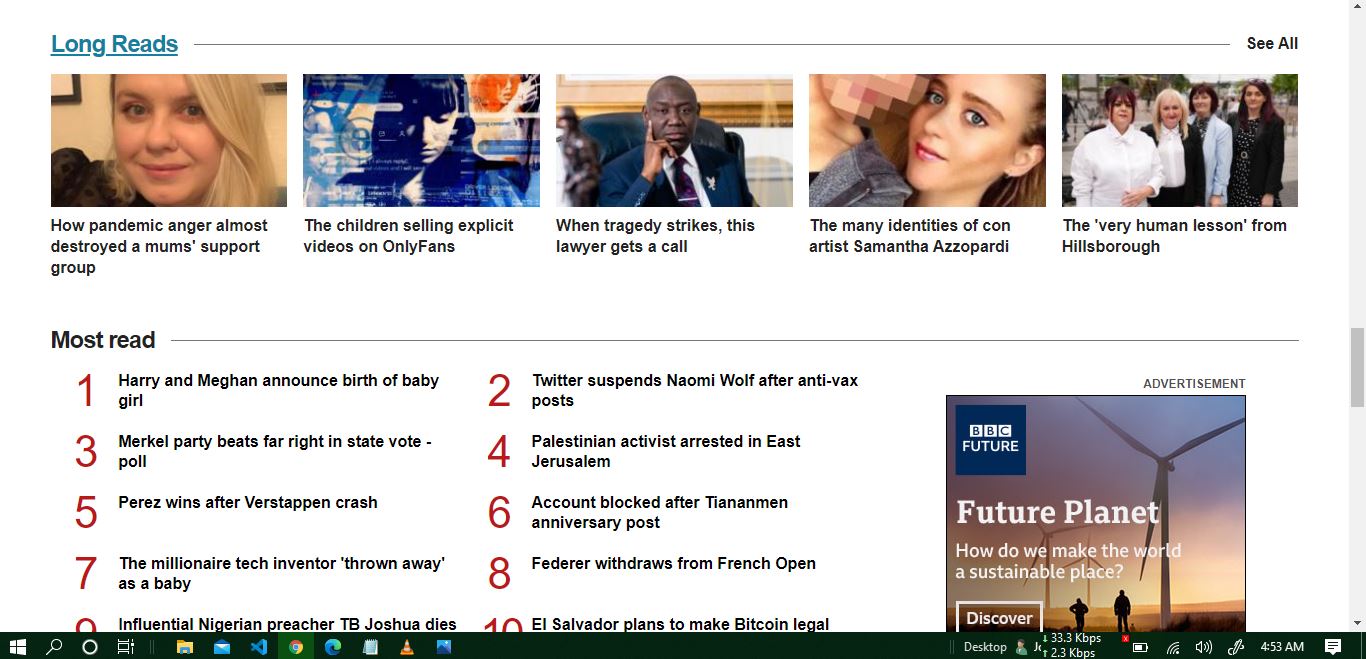 Long Reads
See All
How pandemic anger almost
destroyed a mums' support
group
The children selling explicit
videos on OnlyFans
When tragedy strikes, this
lawyer gets a call
The many identities of con
artist Samantha Azzopardi
The 'very human lesson' from
Hillsborough
Most read
1
Harry and Meghan announce birth of baby
girl
2
Twitter suspends Naomi Wolf after anti-vax
posts
3
Merkel party beats far right in state vote -
poll
4
Palestinian activist arrested in East
Jerusalem
5
Perez wins after Verstappen crash
6
Account blocked after Tiananmen
anniversary post
7
The millionaire tech inventor 'thrown away'
as a baby
8
Federer withdraws from French Open
9
Influential Nigerian preacher TB Joshua dies
10
El Salvador plans to make Bitcoin legal
ADVERTISEMENT
BBC
FUTURE
Future Planet
How do we make the world
a sustainable place?
Discover
Desktop
33.3 Kbps
2.3 Kbps
4:53 AM